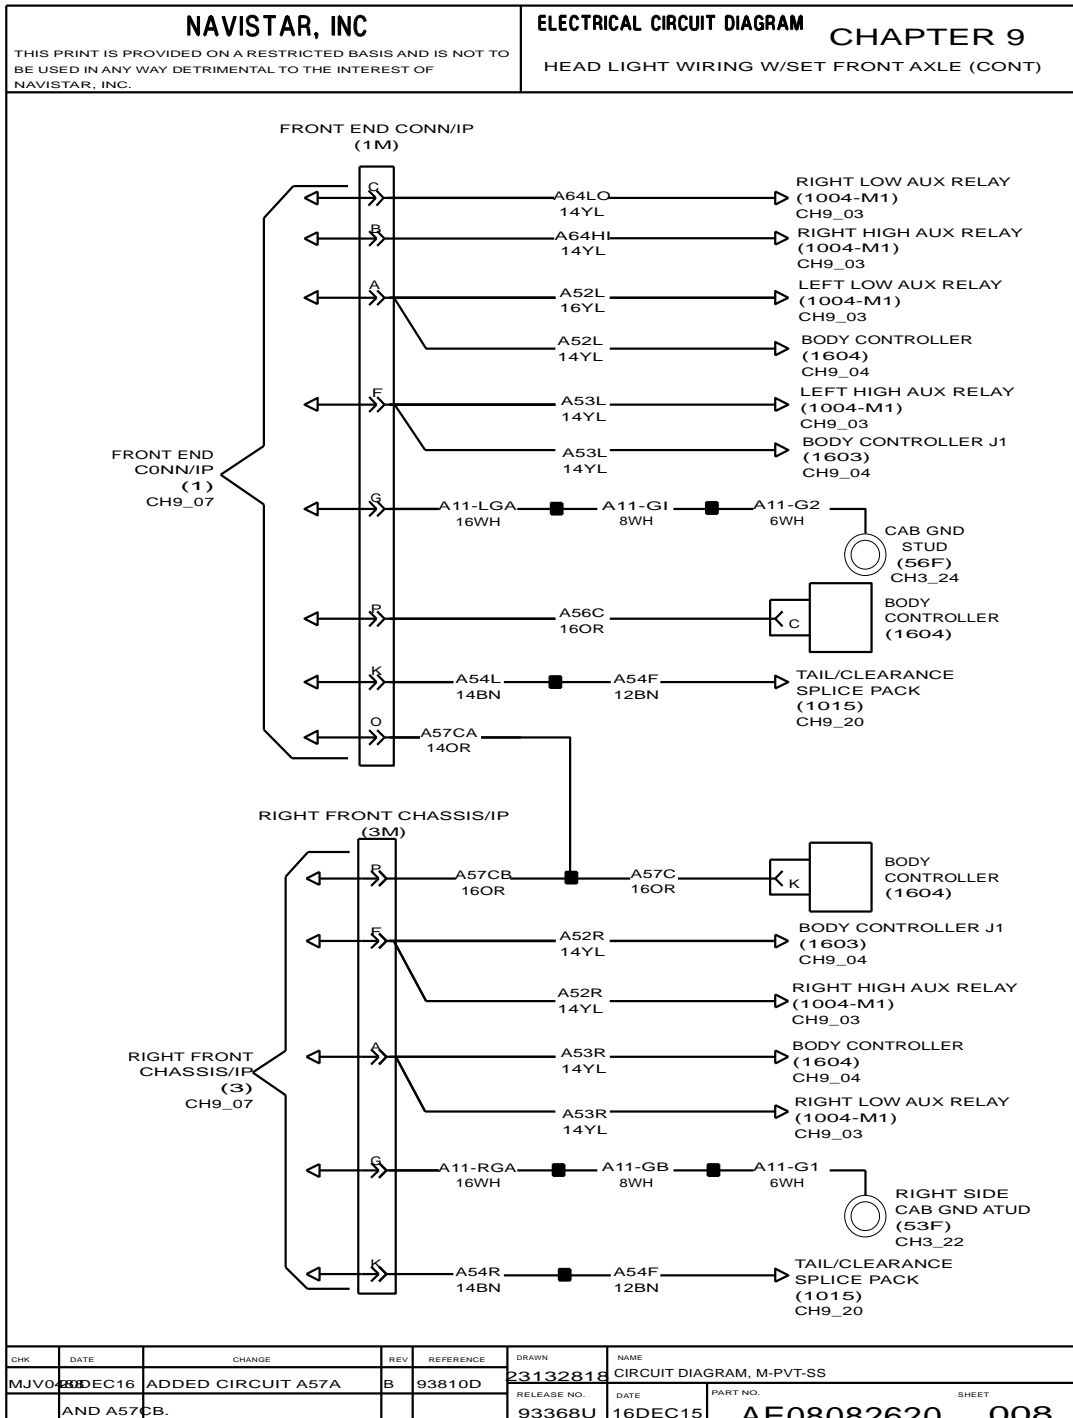 NAVISTAR, INC
THIS PRINT IS PROVIDED ON A RESTRICTED BASIS AND IS NOT TO
BE USED IN ANY WAY DETRIMENTAL TO THE INTEREST OF
NAVISTAR, INC.
ELECTRICAL CIRCUIT DIAGRAM
CHAPTER 9
HEAD LIGHT WIRING W/SET FRONT AXLE (CONT)
FRONT END CONN/IP
(1M)
C
A64LO
14YL
RIGHT LOW AUX RELAY
(1004-M1)
CH9_03
B
A64HI
14YL
RIGHT HIGH AUX RELAY
(1004-M1)
CH9_03
A
A52L
16YL
LEFT LOW AUX RELAY
(1004-M1)
CH9_03
A52L
14YL
BODY CONTROLLER
(1604)
CH9_04
F
A53L
14YL
LEFT HIGH AUX RELAY
(1004-M1)
CH9_03
A53L
14YL
BODY CONTROLLER J1
(1603)
CH9_04
FRONT END
CONN/IP
(1)
CH9_07
G
A11-LGA
16WH
A11-GI
8WH
A11-G2
6WH
CAB GND
STUD
(56F)
CH3_24
P
A56C
16OR
C
BODY
CONTROLLER
(1604)
K
A54L
14BN
A54F
12BN
TAIL/CLEARANCE
SPLICE PACK
(1015)
CH9_20
O
A57CA
14OR
RIGHT FRONT CHASSIS/IP
(3M)
P
A57CB
16OR
A57C
16OR
K
BODY
CONTROLLER
(1604)
E
A52R
14YL
BODY CONTROLLER J1
(1603)
CH9_04
A52R
14YL
RIGHT HIGH AUX RELAY
(1004-M1)
CH9_03
RIGHT FRONT
CHASSIS/IP
(3)
CH9_07
A
A53R
14YL
BODY CONTROLLER
(1604)
CH9_04
A53R
14YL
RIGHT LOW AUX RELAY
(1004-M1)
CH9_03
G
A11-RGA
16WH
A11-GB
8WH
A11-G1
6WH
RIGHT SIDE
CAB GND ATUD
(53F)
CH3_22
K
A54R
14BN
A54F
12BN
TAIL/CLEARANCE
SPLICE PACK
(1015)
CH9_20
CHK DATE CHANGE REV REFERENCE
ADDED CIRCUIT A57A B 93810D
AND A57CB.
DRAWN
23132818
NAME
CIRCUIT DIAGRAM, M-PVT-SS
RELEASE NO.
93368U
DATE
16DEC15
PART NO.
AE08082620
SHEET
008